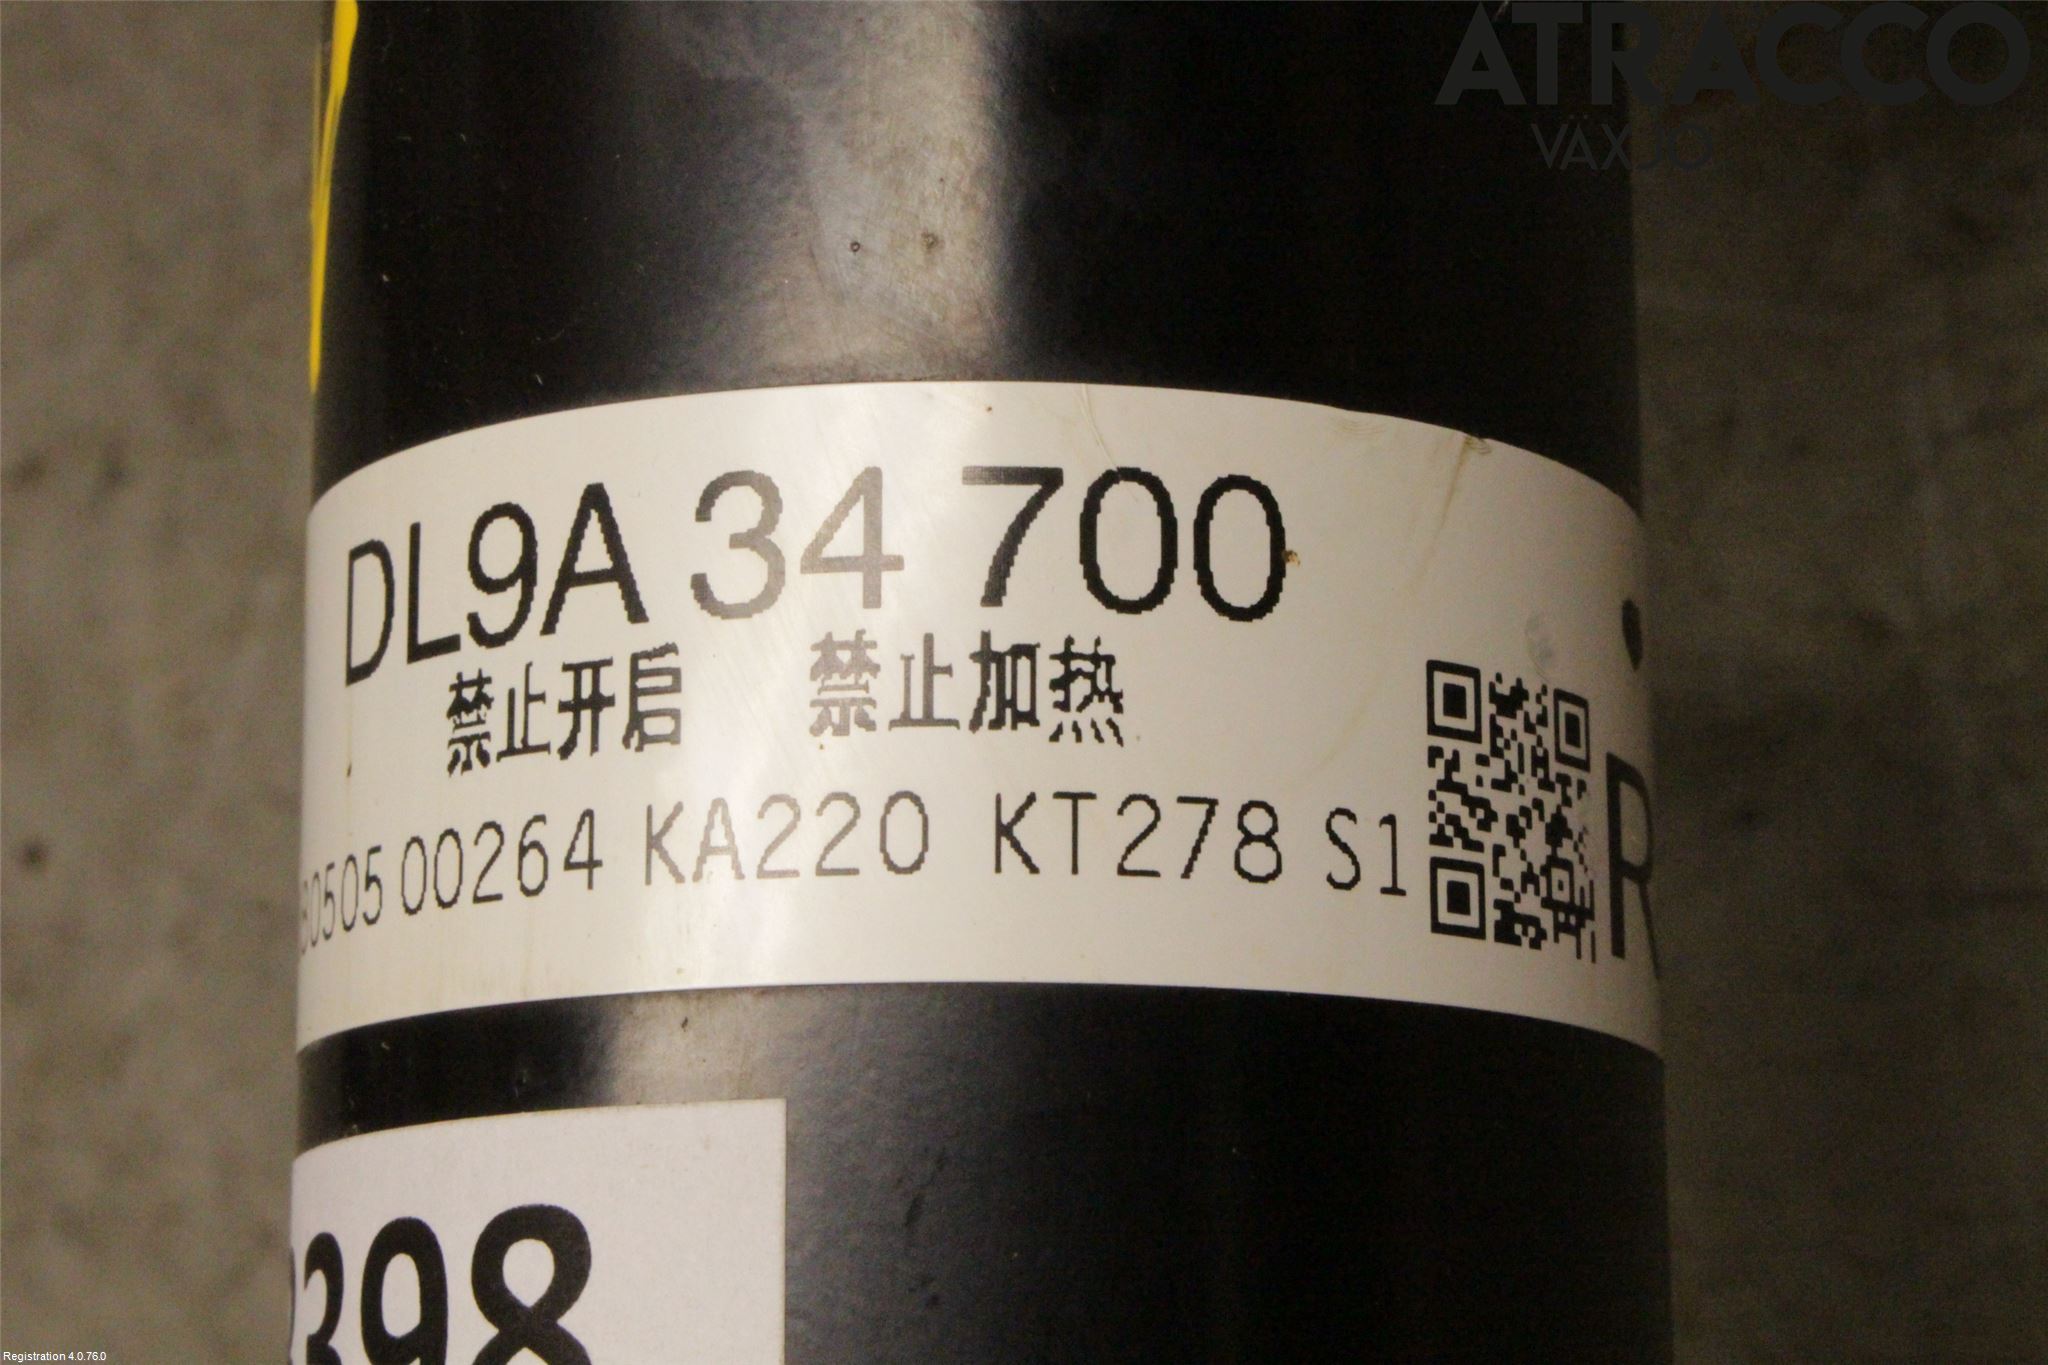 ATRACCO
VÄXJÖ
DL9A 34 700
禁止开启 禁止加热
0505 00264 KA220 KT278 S1
R
398
Registration 4.0.76.0